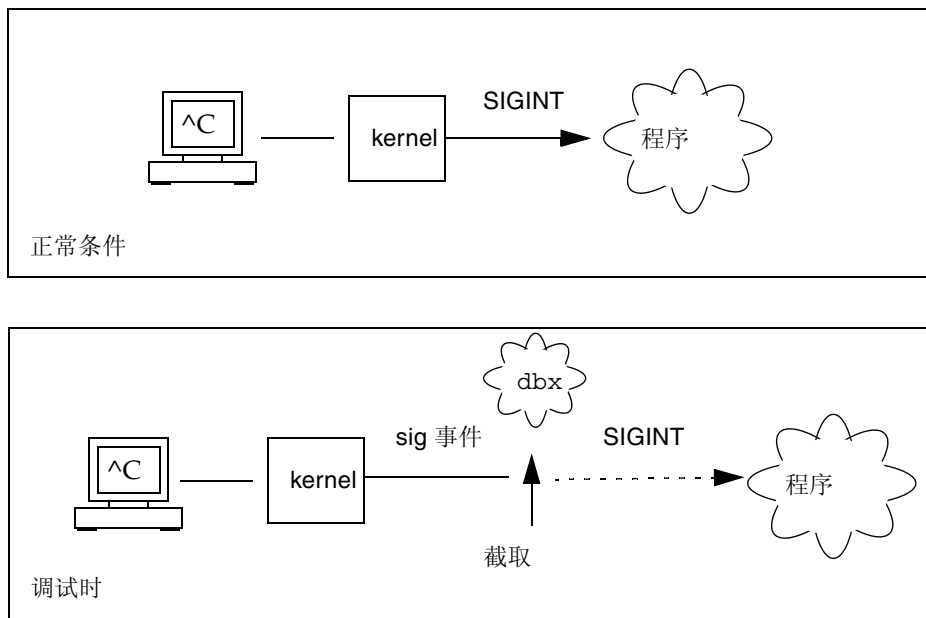 SIGINT
^C
kernel
程序
正常条件
dbx
sig 事件
SIGINT
^C
kernel
程序
截取
调试时